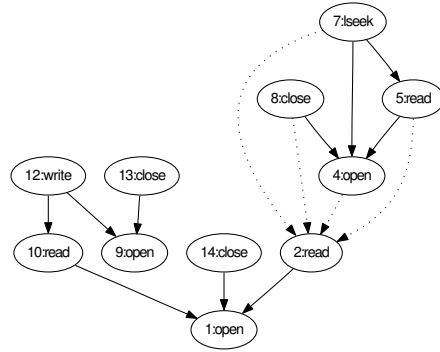 7:lseek
8:close
5:read
12:write
13:close
4:open
10:read
9:open
14:close
2:read
1:open